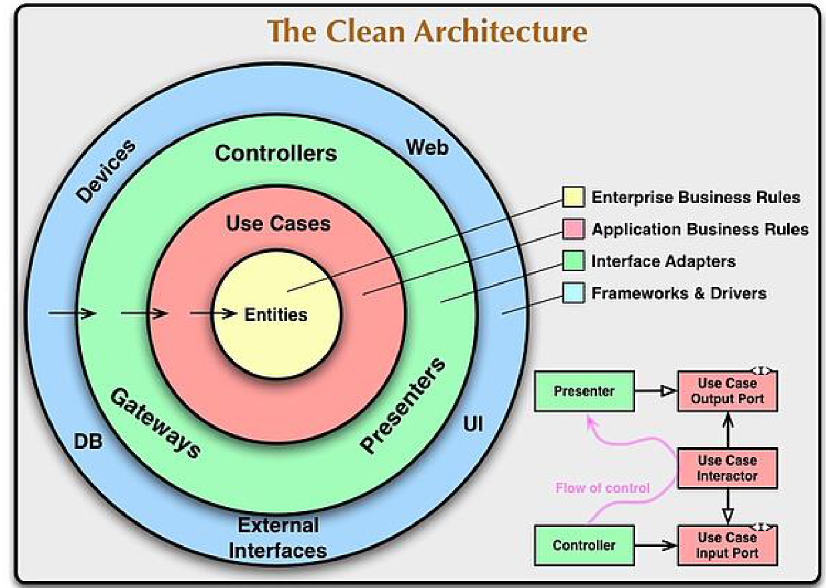 The Clean Architecture
Devices
Web
Controllers
Use Cases
Entities
Gateways
Presenters
DB
UI
External
Interfaces
Enterprise Business Rules
Application Business Rules
Interface Adapters
Frameworks & Drivers
Presenter
<I>
Use Case
Output Port
Use Case
Interactor
Flow of control
Controller
<I>
Use Case
Input Port